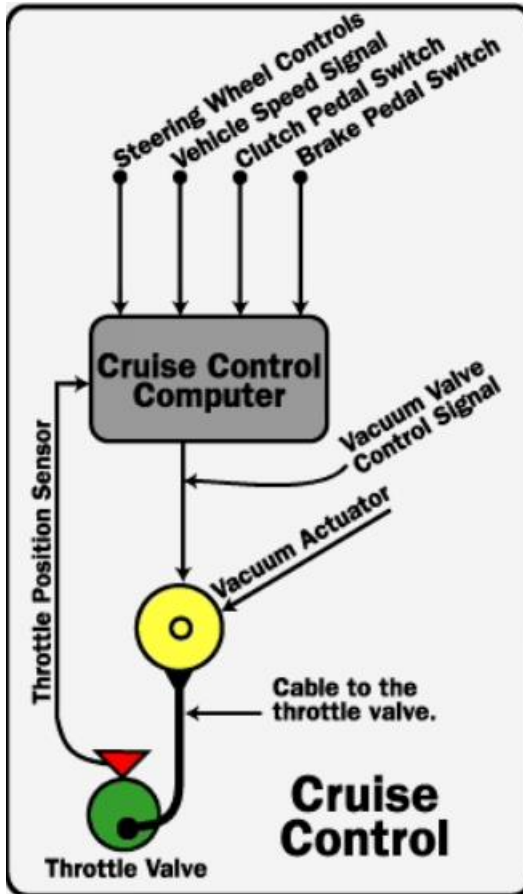 Steering Wheel Controls
Vehicle Speed Signal
Clutch Pedal Switch
Brake Pedal Switch
Cruise Control
Computer
Vacuum Valve
Control Signal
Throttle Position Sensor
Vacuum Actuator
Cable to the
throttle valve.
Cruise
Control
Throttle Valve